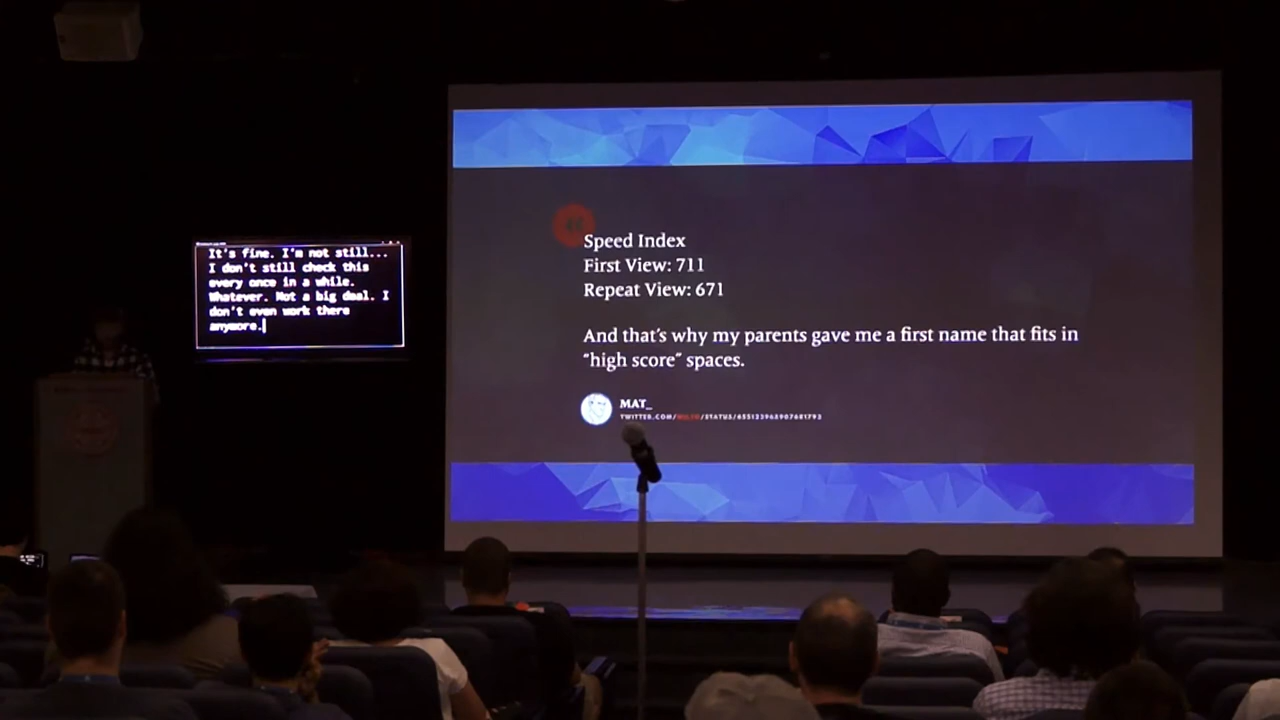 It's fine. I'm not still...
I don't still check this
every once in a while.
Whatever. Not a big deal. I
don't even work there
anymore.
Speed Index
First View: 711
Repeat View: 671
And that's why my parents gave me a first name that fits in
“high score” spaces.
MAT_